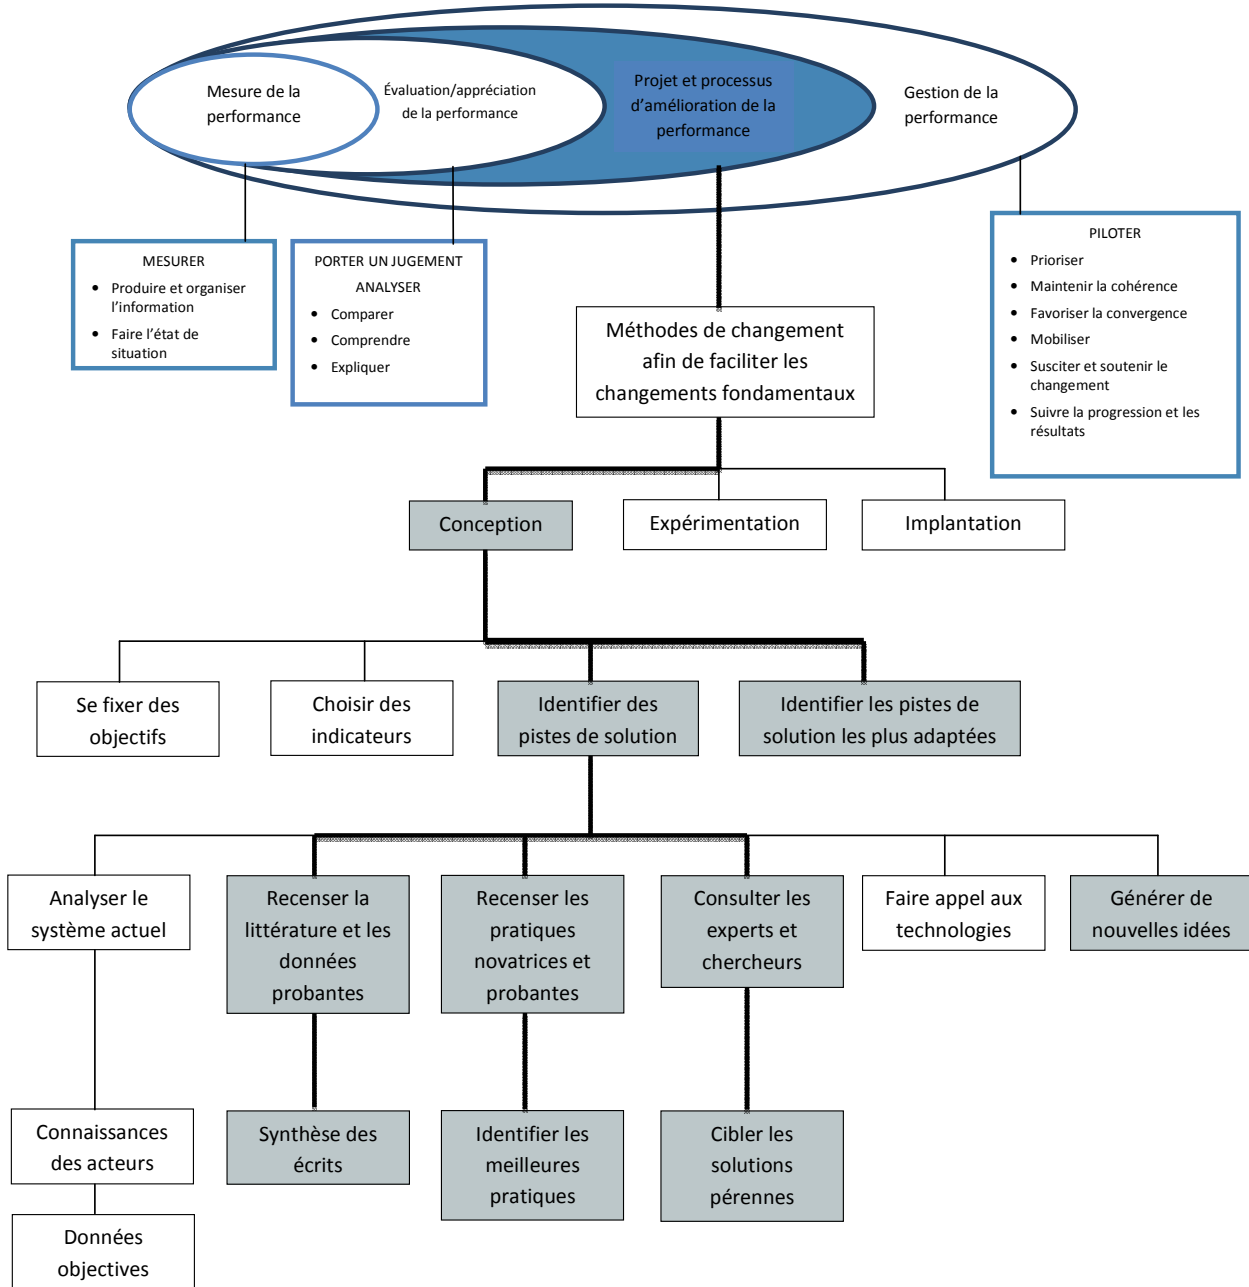 Mesure de la
performance
Évaluation/appréciation
de la performance
Projet et processus
d’amélioration de la
performance
Gestion de la
performance
MESURER
• Produire et organiser
l’information
• Faire l’état de
situation
PORTER UN JUGEMENT
ANALYSER
• Comparer
• Comprendre
• Expliquer
PILOTER
• Prioriser
• Maintenir la cohérence
• Favoriser la convergence
• Mobiliser
• Susciter et soutenir le
changement
• Suivre la progression et les
résultats
Méthodes de changement
afin de faciliter les
changements fondamentaux
Conception
Expérimentation
Implantation
Se fixer des
objectifs
Choisir des
indicateurs
Identifier des
pistes de solution
Identifier les pistes de
solution les plus adaptées
Analyser le
système actuel
Recenser la
littérature et les
données
probantes
Recenser les
pratiques
novatrices et
probantes
Consulter les
experts et
chercheurs
Faire appel aux
technologies
Générer de
nouvelles idées
Connaissances
des acteurs
Synthèse des
écrits
Identifier les
meilleures
pratiques
Cibler les
solutions
pérennes
Données
objectives